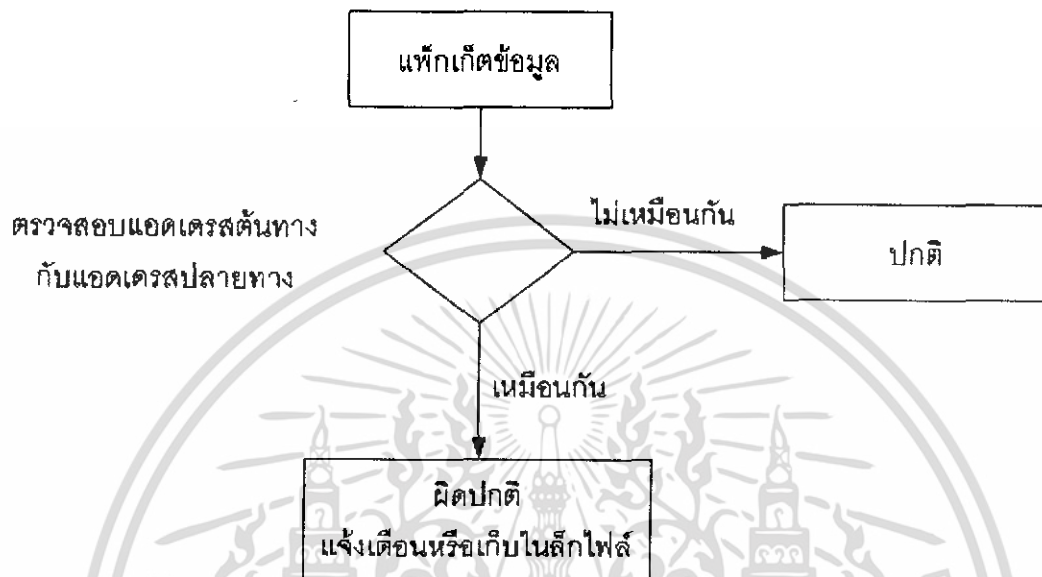 แพ็กเก็ตข้อมูล
ตรวจสอบแอดเดรสต้นทาง
กับแอดเดรสปลายทาง
ไม่เหมือนกัน
ปกติ
เหมือนกัน
ผิดปกติ
แจ้งเตือนหรือเก็บในล็กไฟล์